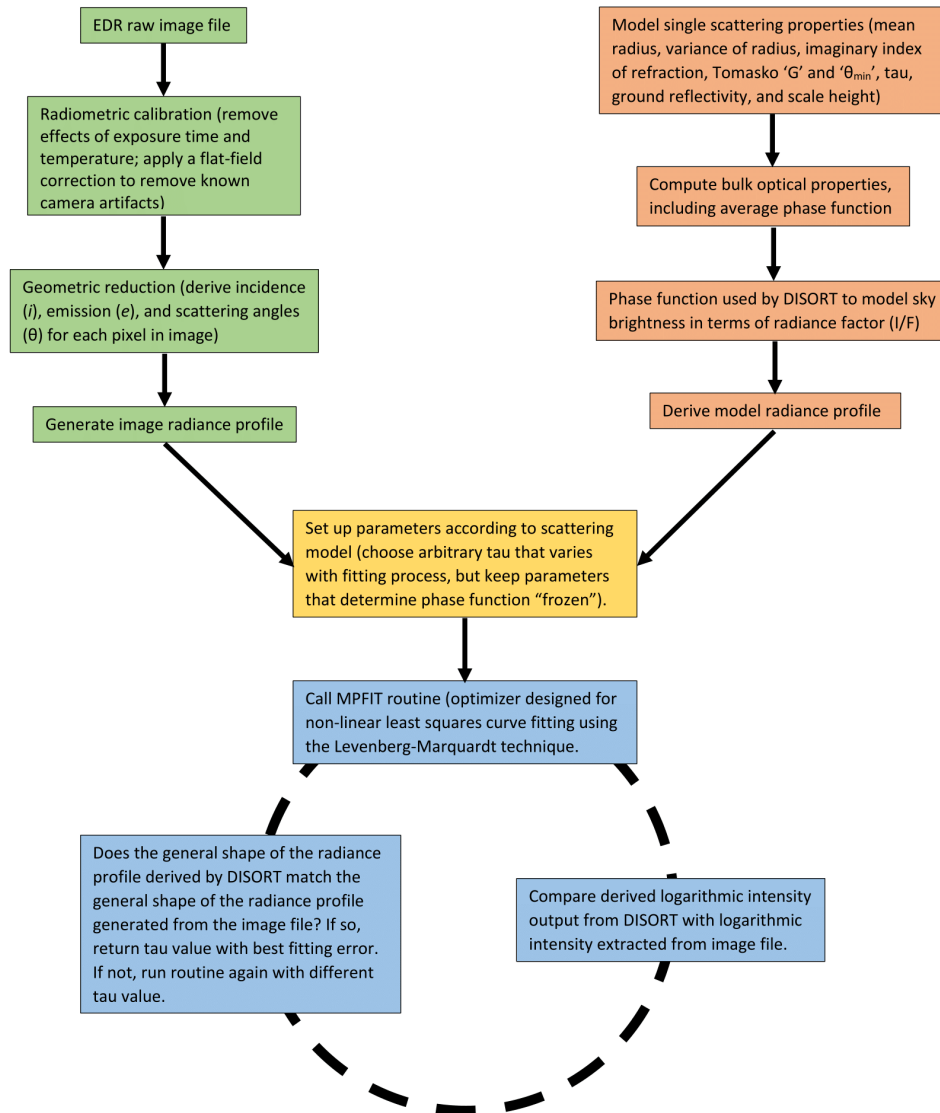 EDR raw image file
Radiometric calibration (remove
effects of exposure time and
temperature; apply a flat-field
correction to remove known
camera artifacts)
Geometric reduction (derive incidence
(i), emission (e), and scattering angles
(θ) for each pixel in image)
Generate image radiance profile
Model single scattering properties (mean
radius, variance of radius, imaginary index
of refraction, Tomasko ‘G’ and ‘θmin’, tau,
ground reflectivity, and scale height)
Compute bulk optical properties,
including average phase function
Phase function used by DISORT to model sky
brightness in terms of radiance factor (I/F)
Derive model radiance profile
Set up parameters according to scattering
model (choose arbitrary tau that varies
with fitting process, but keep parameters
that determine phase function “frozen”).
Call MPFIT routine (optimizer designed for
non-linear least squares curve fitting using
the Levenberg-Marquardt technique.
Does the general shape of the radiance
profile derived by DISORT match the
general shape of the radiance profile
generated from the image file? If so,
return tau value with best fitting error.
If not, run routine again with different
tau value.
Compare derived logarithmic intensity
output from DISORT with logarithmic
intensity extracted from image file.